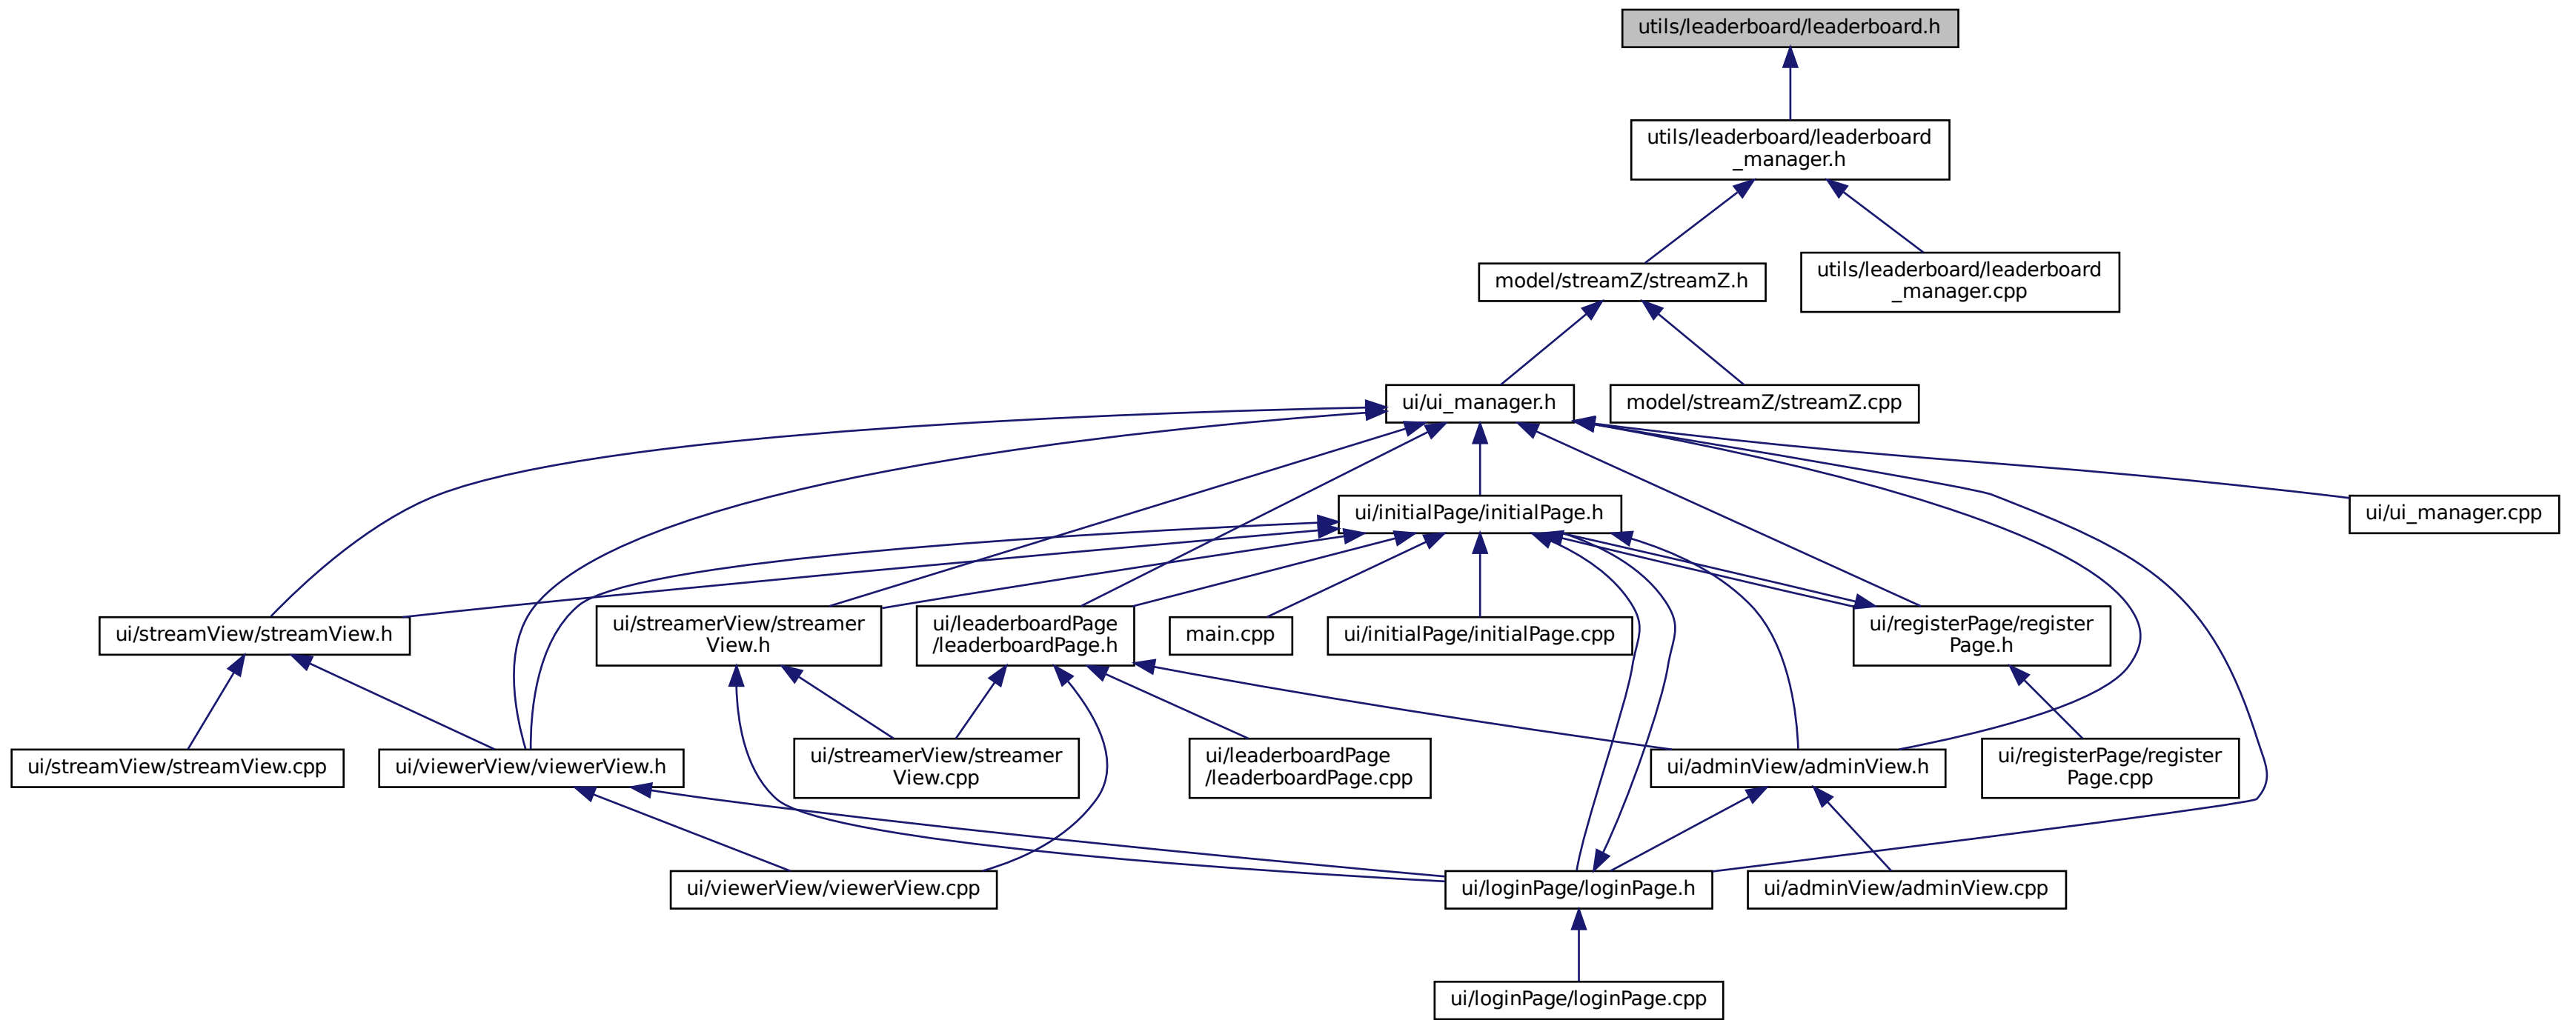 utils/leaderboard/leaderboard.h
utils/leaderboard/leaderboard
_manager.h
model/streamZ/streamZ.h
utils/leaderboard/leaderboard
_manager.cpp
ui/ui_manager.h
model/streamZ/streamZ.cpp
ui/initialPage/initialPage.h
ui/ui_manager.cpp
ui/streamView/streamView.h
ui/streamerView/streamer
View.h
ui/leaderboardPage
/leaderboardPage.h
main.cpp
ui/initialPage/initialPage.cpp
ui/registerPage/register
Page.h
ui/streamView/streamView.cpp
ui/viewerView/viewerView.h
ui/streamerView/streamer
View.cpp
ui/leaderboardPage
/leaderboardPage.cpp
ui/adminView/adminView.h
ui/registerPage/register
Page.cpp
ui/viewerView/viewerView.cpp
ui/loginPage/loginPage.h
ui/adminView/adminView.cpp
ui/loginPage/loginPage.cpp